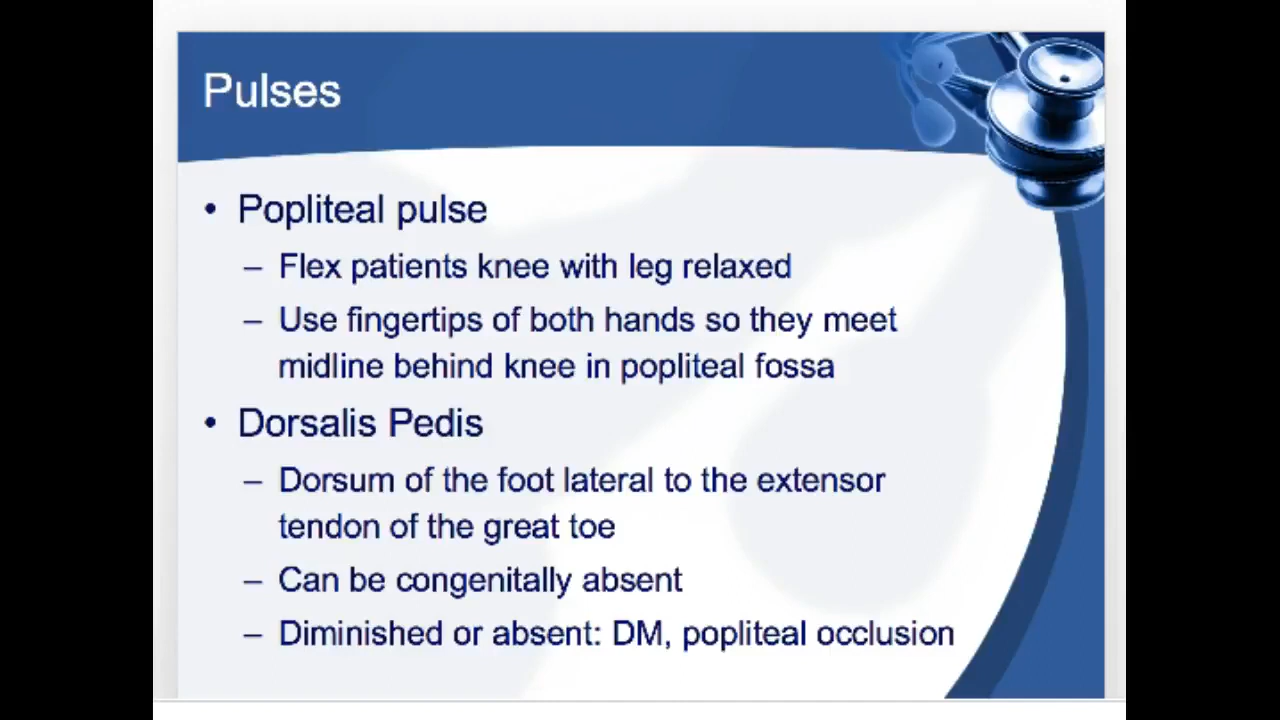 Pulses
• Popliteal pulse
– Flex patients knee with leg relaxed
– Use fingertips of both hands so they meet
midline behind knee in popliteal fossa
• Dorsalis Pedis
– Dorsum of the foot lateral to the extensor
tendon of the great toe
– Can be congenitally absent
– Diminished or absent: DM, popliteal occlusion